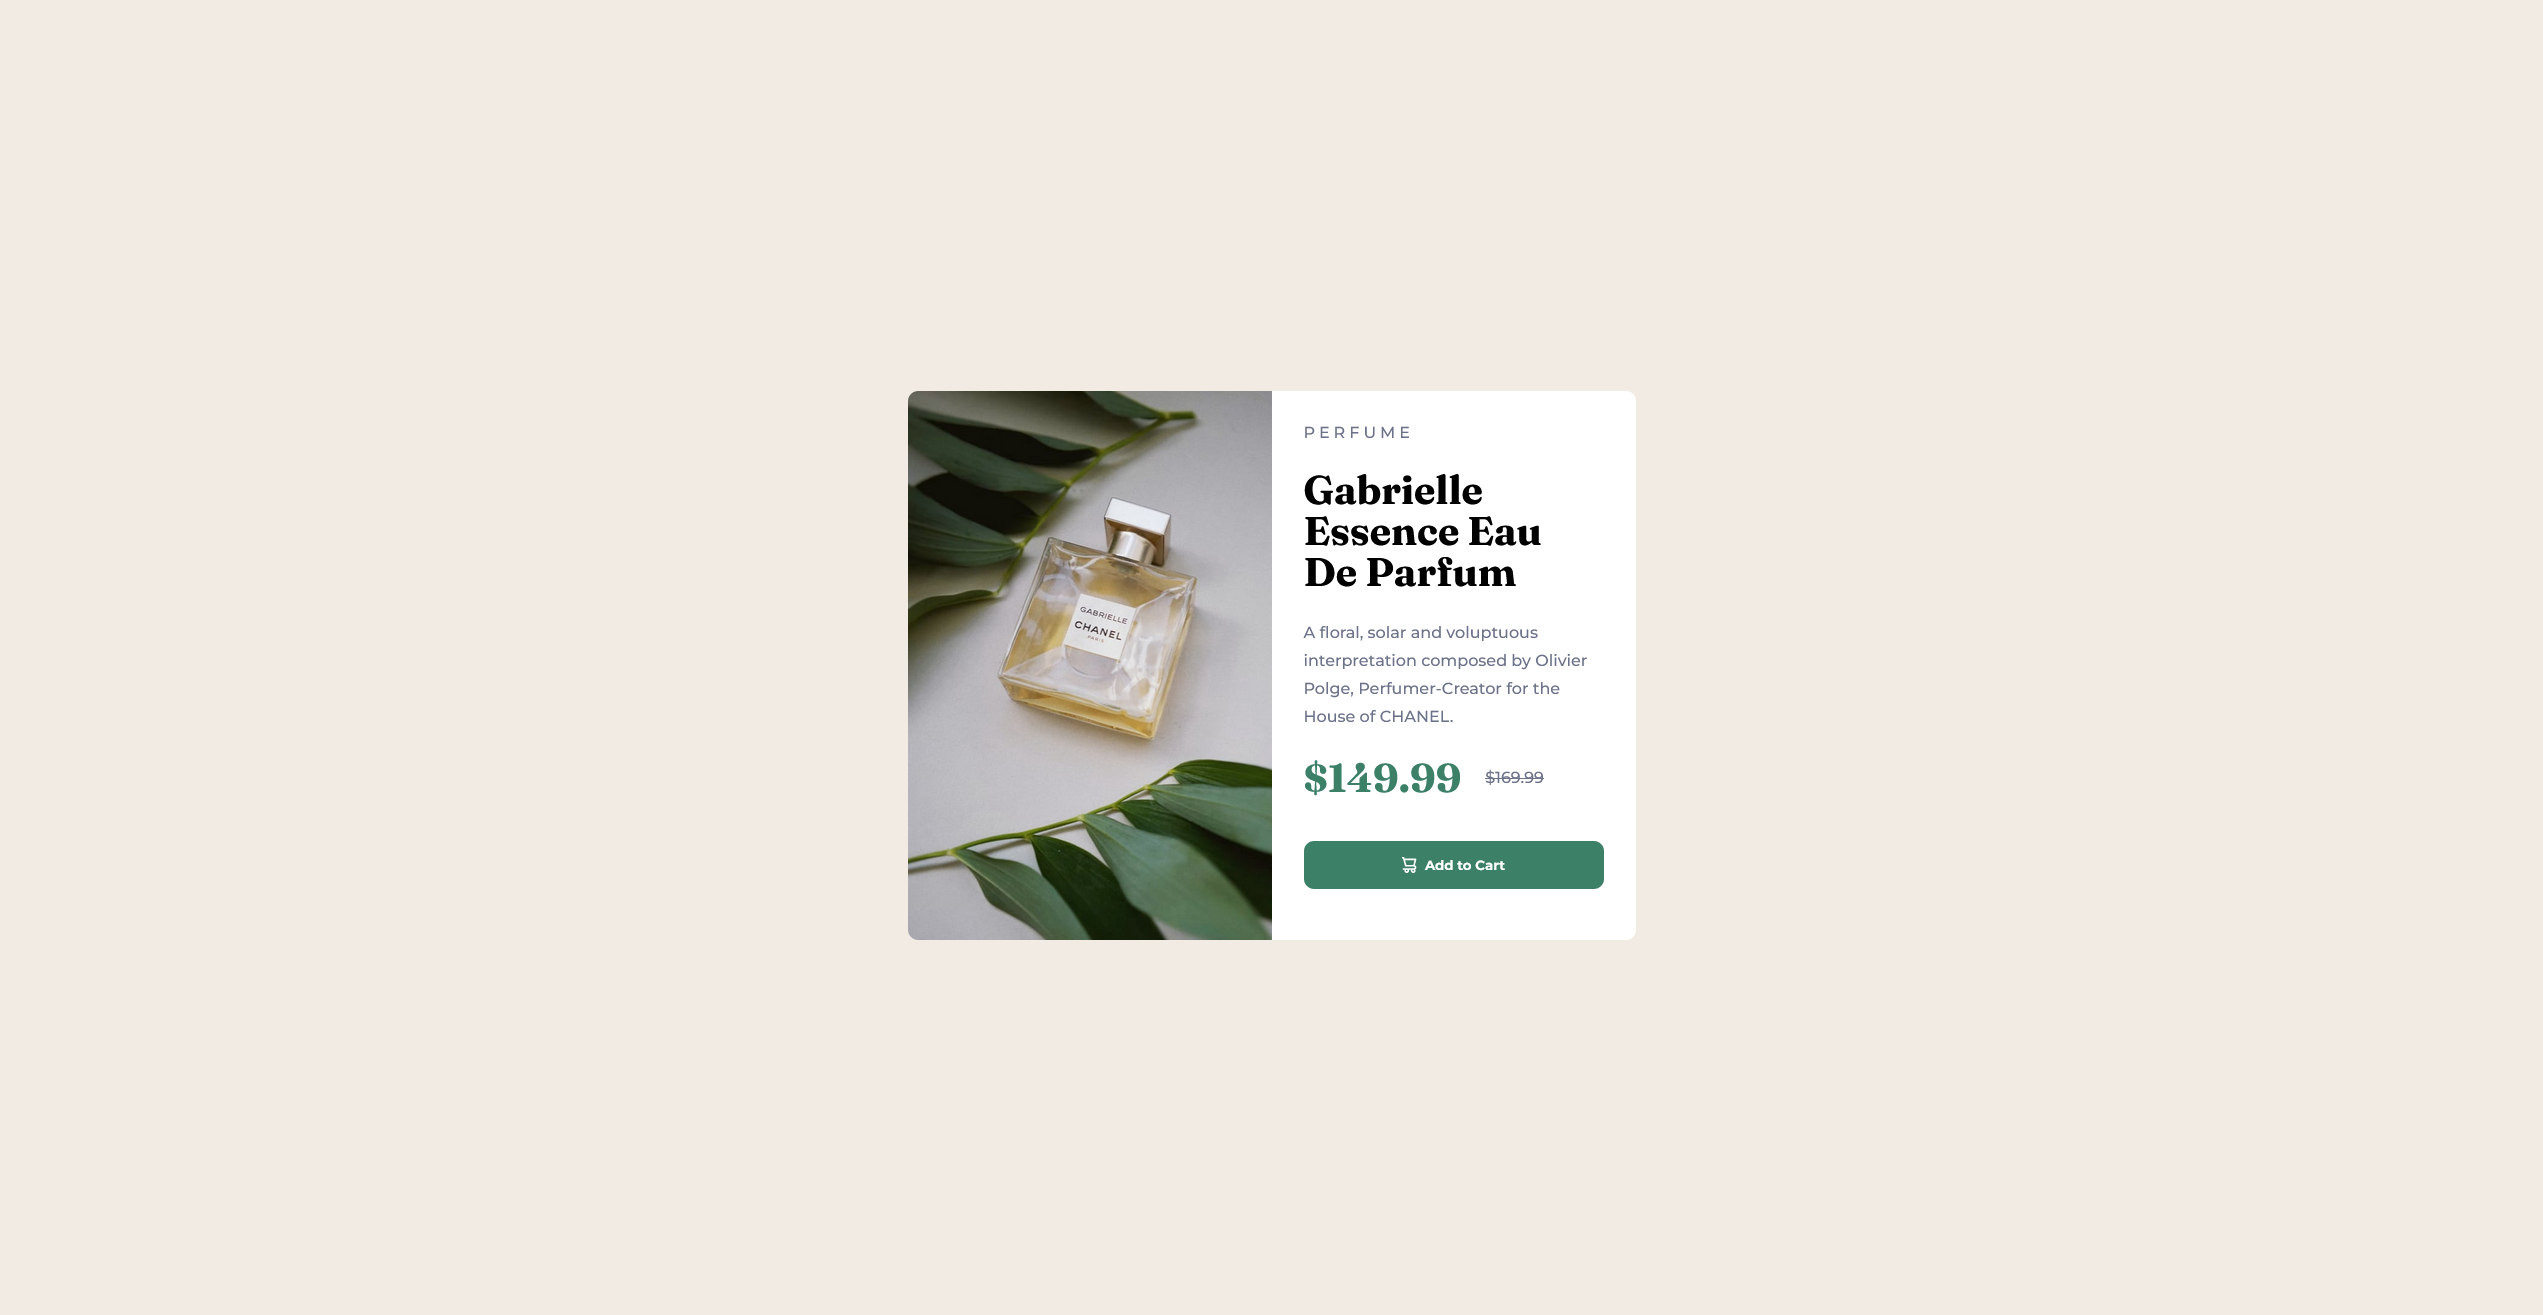 GABRIELLE
CHANEL
PARIS
PERFUME
Gabrielle
Essence Eau
De Parfum
A floral, solar and voluptuous
interpretation composed by Olivier
Polge, Perfumer-Creator for the
House of CHANEL.
$149.99 $169.99
Add to Cart